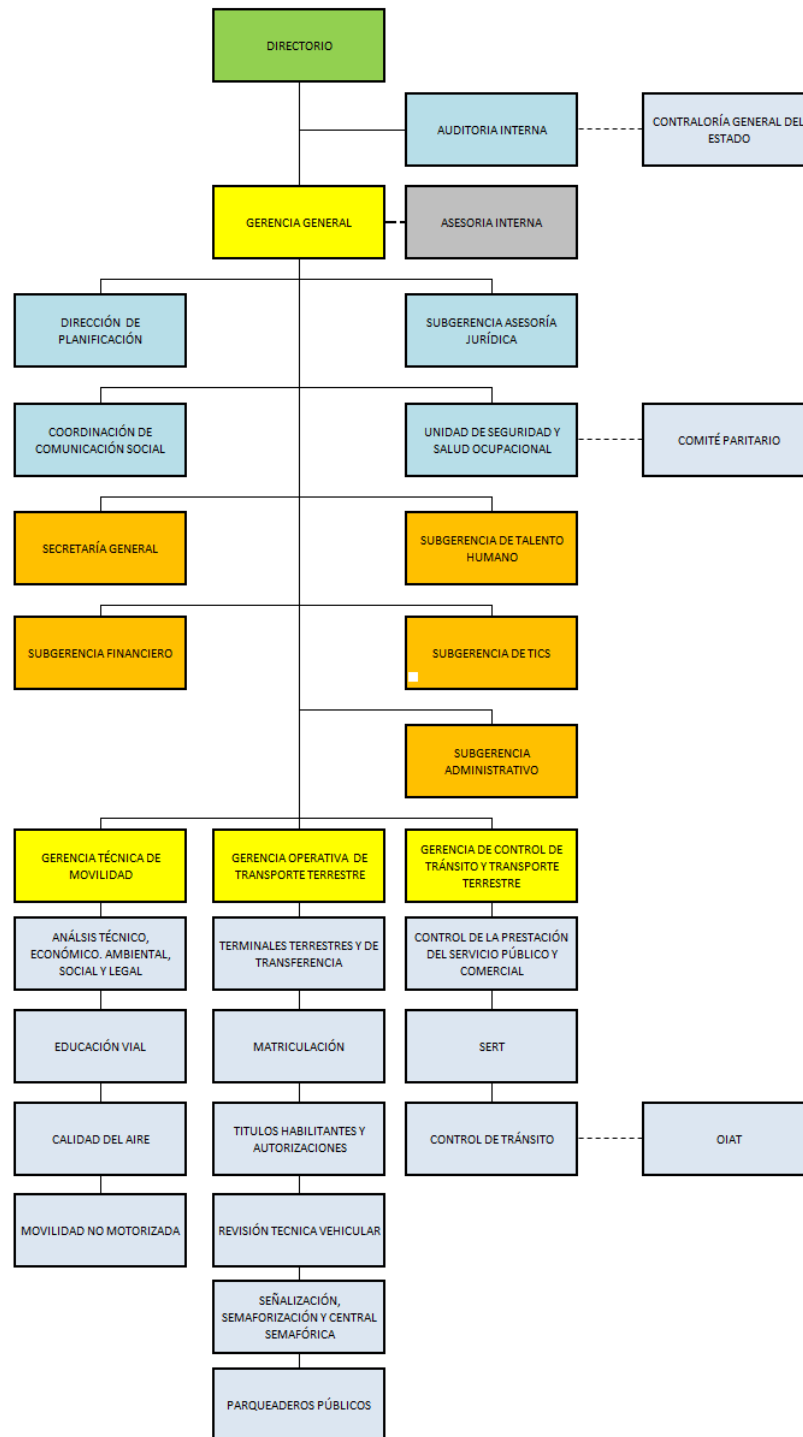 DIRECTORIO
AUDITORIA INTERNA
CONTRALORÍA GENERAL DEL
ESTADO
GERENCIA GENERAL
ASESORIA INTERNA
DIRECCIÓN DE
PLANIFICACIÓN
SUBGERENCIA ASESORÍA
JURÍDICA
COORDINACIÓN DE
COMUNICACIÓN SOCIAL
UNIDAD DE SEGURIDAD Y
SALUD OCUPACIONAL
COMITÉ PARITARIO
SECRETARÍA GENERAL
SUBGERENCIA DE TALENTO
HUMANO
SUBGERENCIA FINANCIERO
SUBGERENCIA DE TICS
SUBGERENCIA
ADMINISTRATIVO
GERENCIA TÉCNICA DE
MOVILIDAD
GERENCIA OPERATIVA DE
TRANSPORTE TERRESTRE
GERENCIA DE CONTROL DE
TRÁNSITO Y TRANSPORTE
TERRESTRE
ANÁLSIS TÉCNICO,
ECONÓMICO. AMBIENTAL,
SOCIAL Y LEGAL
TERMINALES TERRESTRES Y DE
TRANSFERENCIA
CONTROL DE LA PRESTACIÓN
DEL SERVICIO PÚBLICO Y
COMERCIAL
EDUCACIÓN VIAL
MATRICULACIÓN
SERT
CALIDAD DEL AIRE
TITULOS HABILITANTES Y
AUTORIZACIONES
CONTROL DE TRÁNSITO
OIAT
MOVILIDAD NO MOTORIZADA
REVISIÓN TECNICA VEHICULAR
SEÑALIZACIÓN,
SEMAFORIZACIÓN Y CENTRAL
SEMAFÓRICA
PARQUEADEROS PÚBLICOS